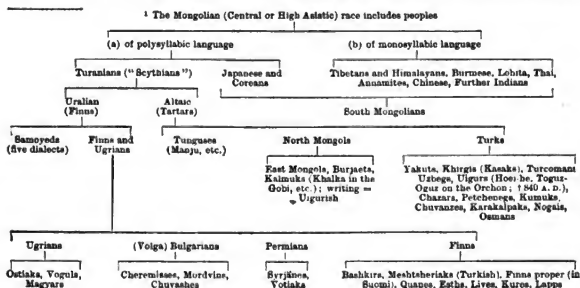 ¹ The Mongolian (Central or High Asiatic) race includes peoples
(a) of polysyllabic language (b) of monosyllabic language
Turanians ("Scythians") Japanese and Coreans Tibetans and Himalayans, Burmese, Lohita, Thai, Annamites, Chinese, Further Indians
Uralian (Finns) Altaic (Tartars) South Mongolians
Samoyeds (five dialects) Finns and Ugrians Tunguses (Manju, etc.) North Mongols Turks
East Mongols, Burjaets, Kalmuks (Khalka in the Gobi, etc.); writing = Uigurish
Yakuts, Khirgis (Kasaks), Turcomans
Uzbegs, Uigurs (Hoei-he, Toguz-
Oguz on the Orchon; † 840 A. D.),
Chazars, Petchenegs, Kumuks,
Chuvanzes, Karakalpaks, Nogais,
Osmans
Ugrians (Volga) Bulgarians Permians Finns
Ostiaks, Voguls, Magyars
Cheremisses, Mordvins, Chuvashes
Syrjänes, Votiaks
Bashkirs, Meshtsheriaks (Turkish), Finns proper (in Suomi), Quanes, Esths, Lives, Kures, Lapps